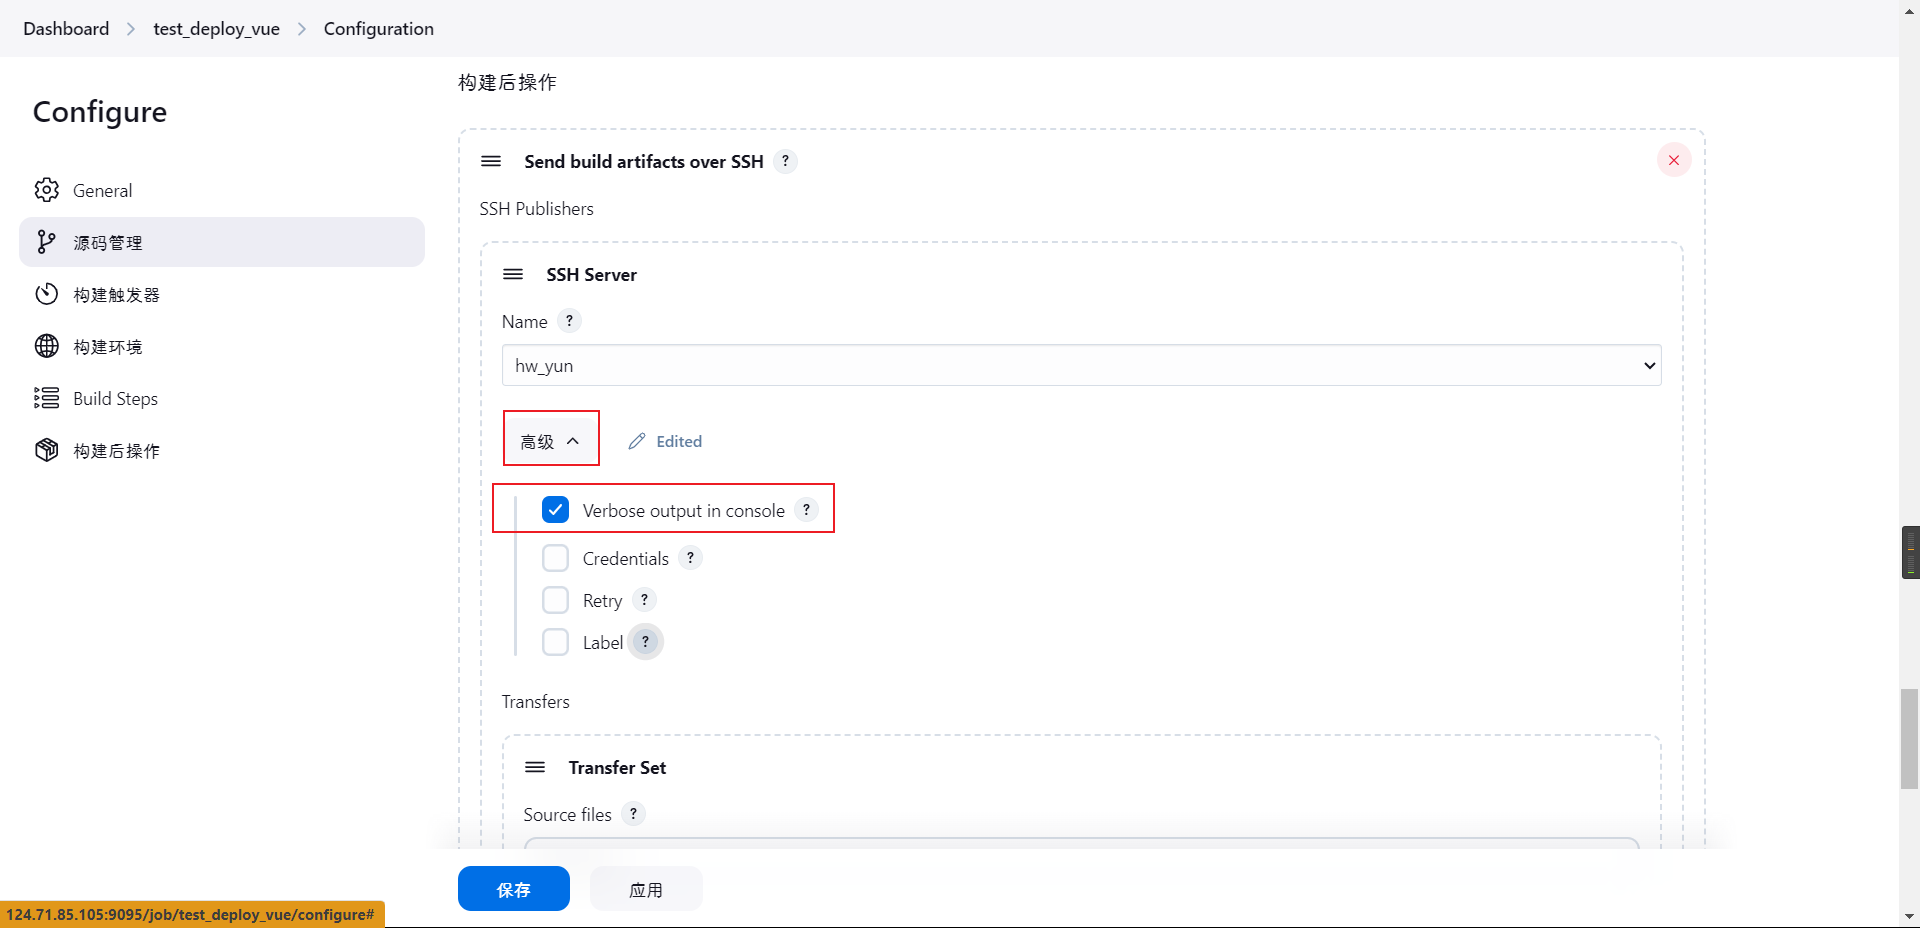 Dashboard > test_deploy_vue > Configuration
Configure
General
源码管理
构建触发器
构建环境
Build Steps
构建后操作
构建后操作
Send build artifacts over SSH ?
SSH Publishers
SSH Server
Name ?
hw_yun
高级
Edited
Verbose output in console ?
Credentials ?
Retry ?
Label ?
Transfers
Transfer Set
Source files ?
保存
应用
124.71.85.105:9095/job/test_deploy_vue/configure#